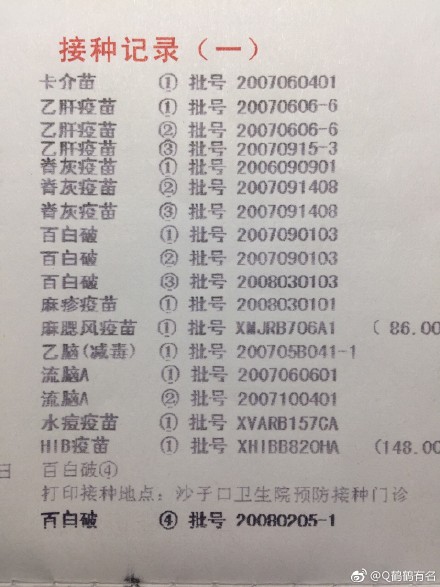 接种记录（一）
卡介苗 ① 批号 2007060401
乙肝疫苗 ① 批号 20070606-6
乙肝疫苗 ② 批号 20070606-6
乙肝疫苗 ③ 批号 20070915-3
脊灰疫苗 ① 批号 2006090901
脊灰疫苗 ② 批号 2007091408
脊灰疫苗 ③ 批号 2007091408
百白破 ① 批号 2007090103
百白破 ② 批号 2007090103
百白破 ③ 批号 2008030103
麻疹疫苗 ① 批号 2008030101
麻腮风疫苗 ① 批号 XMJRB706A1 (86.00
乙脑(减毒) ① 批号 200705B041-1
流脑A ① 批号 2007060601
流脑A ② 批号 2007100401
水痘疫苗 ① 批号 XVARB157CA
HIB疫苗 ① 批号 XHIBB820HA (148.00
日 百白破④
打印接种地点：沙子口卫生院预防接种门诊
百白破 ④ 批号 20080205-1
@Q鹤鹤有名